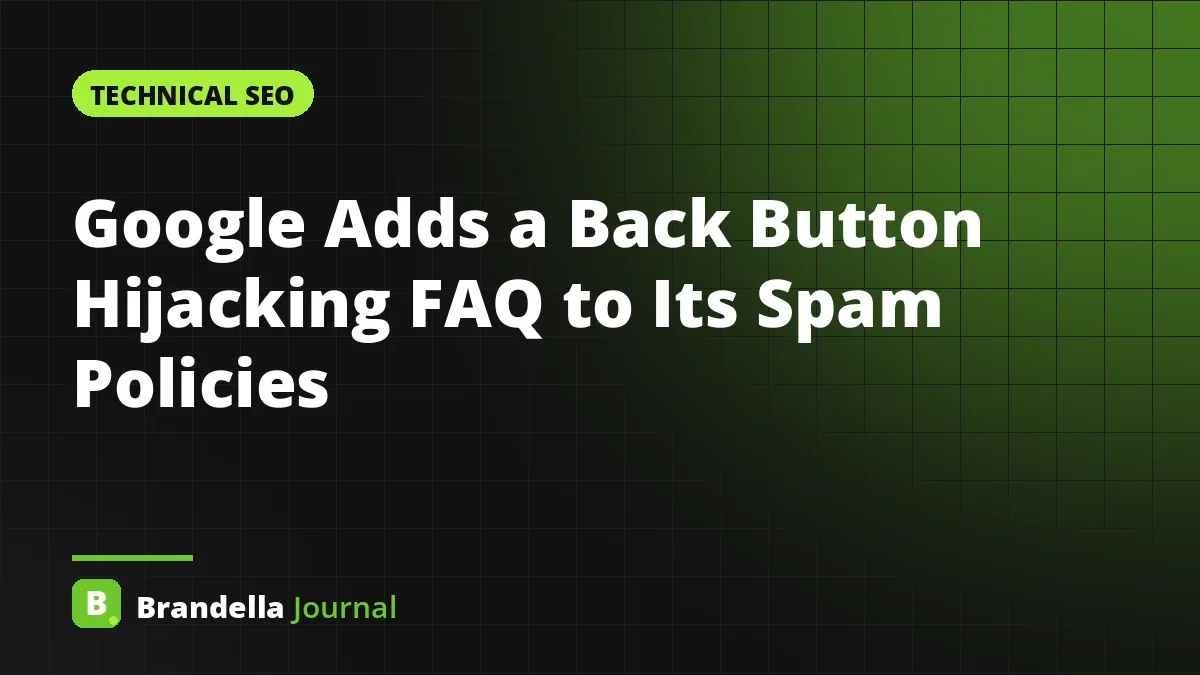 TECHNICAL SEO
Google Adds a Back Button
Hijacking FAQ to Its Spam
Policies
B
Brandella Journal